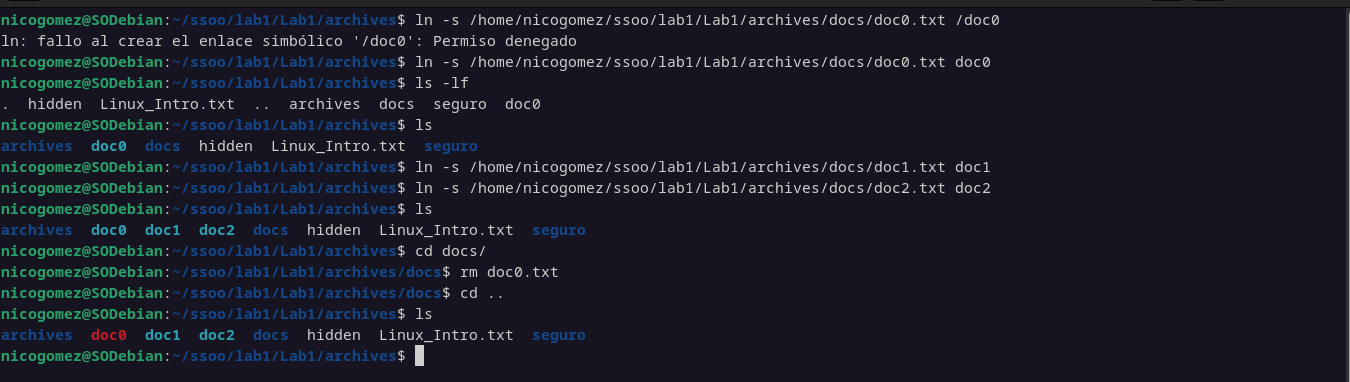 nicogomez@SODebian:~/ssoo/lab1/Lab1/archives$ ln -s /home/nicogomez/ssoo/lab1/Lab1/archives/docs/doc0.txt /doc0
ln: fallo al crear el enlace simbólico '/doc0': Permiso denegado
nicogomez@SODebian:~/ssoo/lab1/Lab1/archives$ ln -s /home/nicogomez/ssoo/lab1/Lab1/archives/docs/doc0.txt doc0
nicogomez@SODebian:~/ssoo/lab1/Lab1/archives$ ls -lf
.  hidden  Linux_Intro.txt  ..  archives  docs  seguro  doc0
nicogomez@SODebian:~/ssoo/lab1/Lab1/archives$ ls
archives  doc0  docs  hidden  Linux_Intro.txt  seguro
nicogomez@SODebian:~/ssoo/lab1/Lab1/archives$ ln -s /home/nicogomez/ssoo/lab1/Lab1/archives/docs/doc1.txt doc1
nicogomez@SODebian:~/ssoo/lab1/Lab1/archives$ ln -s /home/nicogomez/ssoo/lab1/Lab1/archives/docs/doc2.txt doc2
nicogomez@SODebian:~/ssoo/lab1/Lab1/archives$ ls
archives  doc0  doc1  doc2  docs  hidden  Linux_Intro.txt  seguro
nicogomez@SODebian:~/ssoo/lab1/Lab1/archives$ cd docs/
nicogomez@SODebian:~/ssoo/lab1/Lab1/archives/docs$ rm doc0.txt
nicogomez@SODebian:~/ssoo/lab1/Lab1/archives/docs$ cd ..
nicogomez@SODebian:~/ssoo/lab1/Lab1/archives$ ls
archives  doc0  doc1  doc2  docs  hidden  Linux_Intro.txt  seguro
nicogomez@SODebian:~/ssoo/lab1/Lab1/archives$